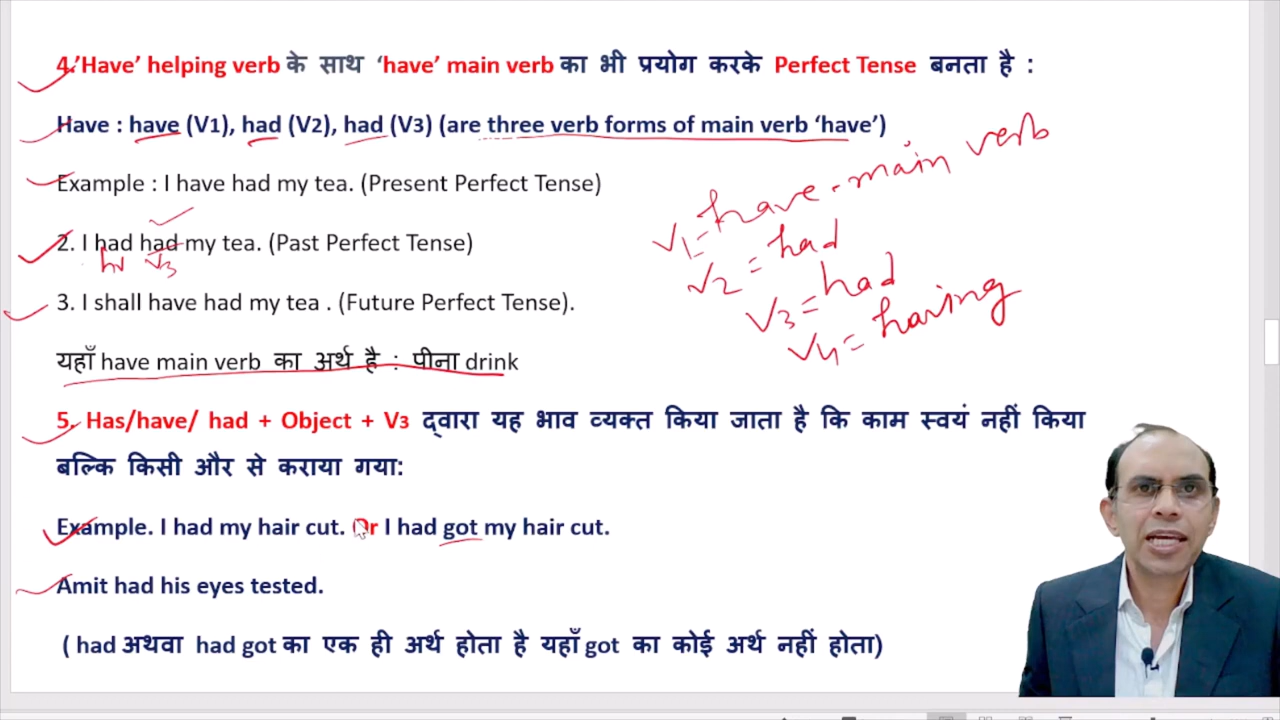 4.’Have’ helping verb के साथ ‘have’ main verb का भी प्रयोग करके Perfect Tense बनता है :
Have : have (V1), had (V2), had (V3) (are three verb forms of main verb ‘have’)
Example : I have had my tea. (Present Perfect Tense)
2. I had had my tea. (Past Perfect Tense)
hv V3
3. I shall have had my tea . (Future Perfect Tense).
यहाँ have main verb का अर्थ है : पीना drink
V1= have - main verb
V2 = had
V3 = had
V4 = having
5. Has/have/ had + Object + V3 द्वारा यह भाव व्यक्त किया जाता है कि काम स्वयं नहीं किया
बल्कि किसी और से कराया गया:
Example. I had my hair cut. Or I had got my hair cut.
Amit had his eyes tested.
( had अथवा had got का एक ही अर्थ होता है यहाँ got का कोई अर्थ नहीं होता)